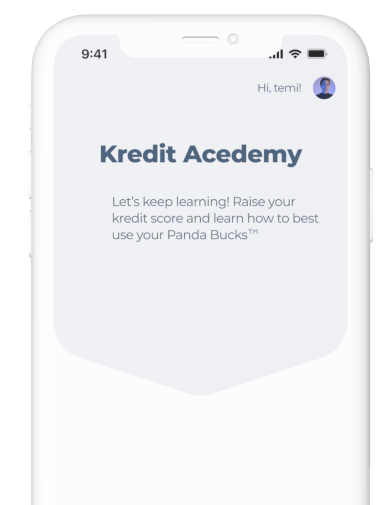 9:41
Hi, temi!
Kredit Acedemy
Let's keep learning! Raise your
kredit score and learn how to best
use your Panda Bucks™